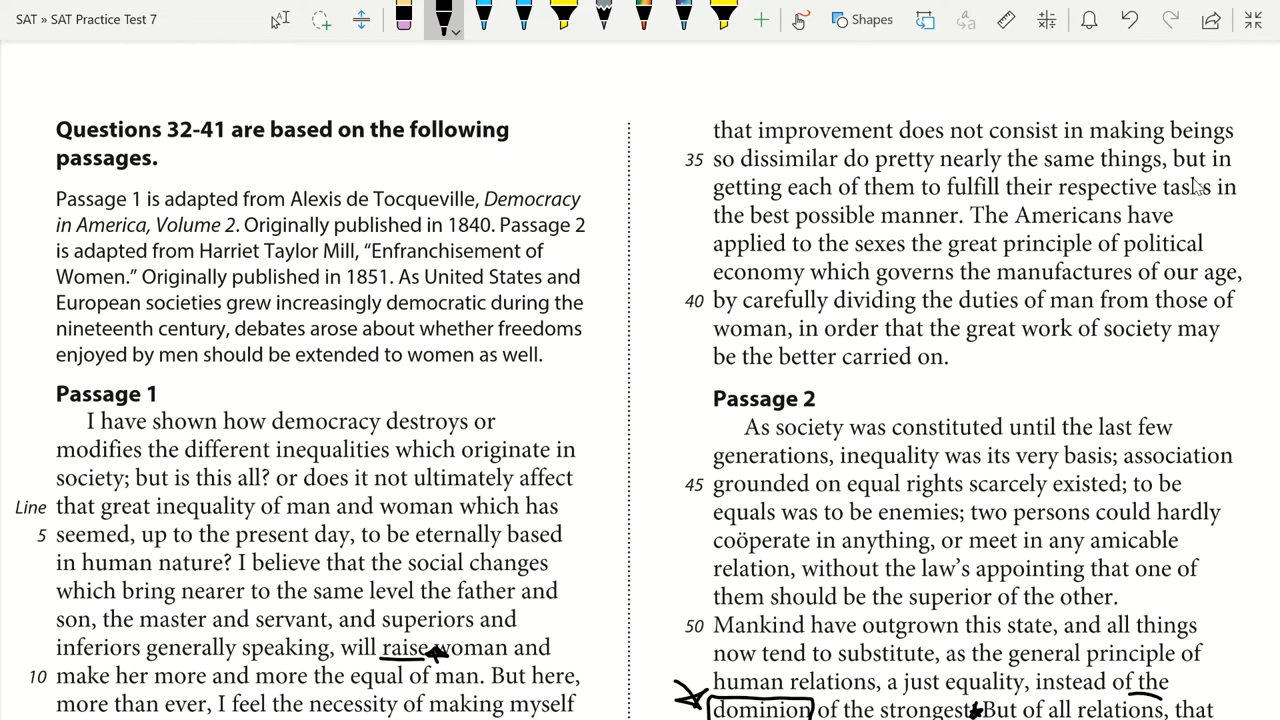 SAT » SAT Practice Test 7
Shapes
Questions 32-41 are based on the following
passages.
Passage 1 is adapted from Alexis de Tocqueville, Democracy
in America, Volume 2. Originally published in 1840. Passage 2
is adapted from Harriet Taylor Mill, “Enfranchisement of
Women.” Originally published in 1851. As United States and
European societies grew increasingly democratic during the
nineteenth century, debates arose about whether freedoms
enjoyed by men should be extended to women as well.
Passage 1
I have shown how democracy destroys or
modifies the different inequalities which originate in
society; but is this all? or does it not ultimately affect
Line that great inequality of man and woman which has
5 seemed, up to the present day, to be eternally based
in human nature? I believe that the social changes
which bring nearer to the same level the father and
son, the master and servant, and superiors and
inferiors generally speaking, will raise woman and
10 make her more and more the equal of man. But here,
more than ever, I feel the necessity of making myself
that improvement does not consist in making beings
35 so dissimilar do pretty nearly the same things, but in
getting each of them to fulfill their respective tasks in
the best possible manner. The Americans have
applied to the sexes the great principle of political
economy which governs the manufactures of our age,
40 by carefully dividing the duties of man from those of
woman, in order that the great work of society may
be the better carried on.
Passage 2
As society was constituted until the last few
generations, inequality was its very basis; association
45 grounded on equal rights scarcely existed; to be
equals was to be enemies; two persons could hardly
coöperate in anything, or meet in any amicable
relation, without the law’s appointing that one of
them should be the superior of the other.
50 Mankind have outgrown this state, and all things
now tend to substitute, as the general principle of
human relations, a just equality, instead of the
dominion of the strongest. But of all relations, that